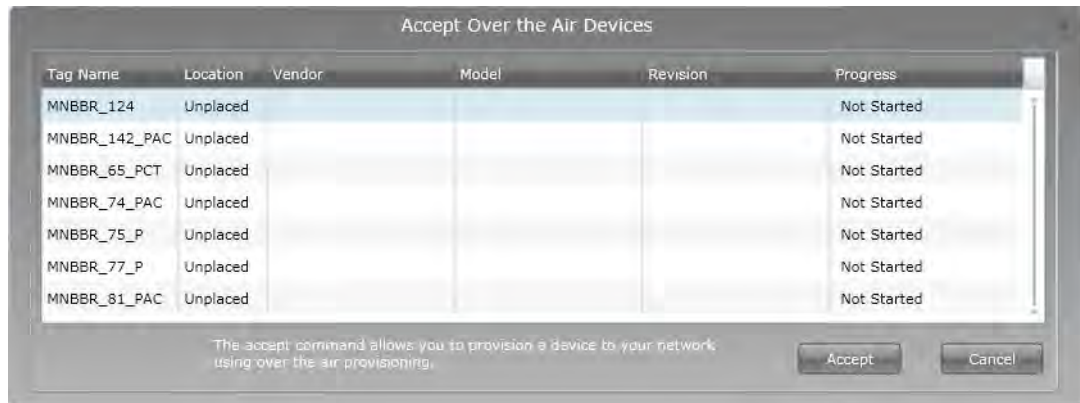 Accept Over the Air Devices
Tag Name Location Vendor Model Revision Progress
MNBBR_124 Unplaced Not Started
MNBBR_142_PAC Unplaced Not Started
MNBBR_65_PCT Unplaced Not Started
MNBBR_74_PAC Unplaced Not Started
MNBBR_75_P Unplaced Not Started
MNBBR_77_P Unplaced Not Started
MNBBR_81_PAC Unplaced Not Started
The accept command allows you to provision a device to your network
using over the air provisioning.
Accept Cancel